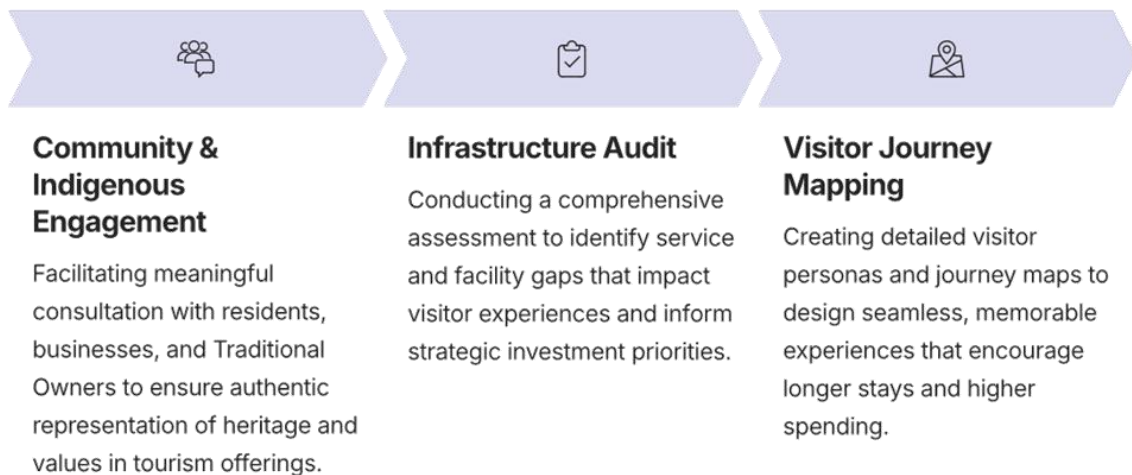 Community &
Indigenous
Engagement
Facilitating meaningful
consultation with residents,
businesses, and Traditional
Owners to ensure authentic
representation of heritage and
values in tourism offerings.
Infrastructure Audit
Conducting a comprehensive
assessment to identify service
and facility gaps that impact
visitor experiences and inform
strategic investment priorities.
Visitor Journey
Mapping
Creating detailed visitor
personas and journey maps to
design seamless, memorable
experiences that encourage
longer stays and higher
spending.